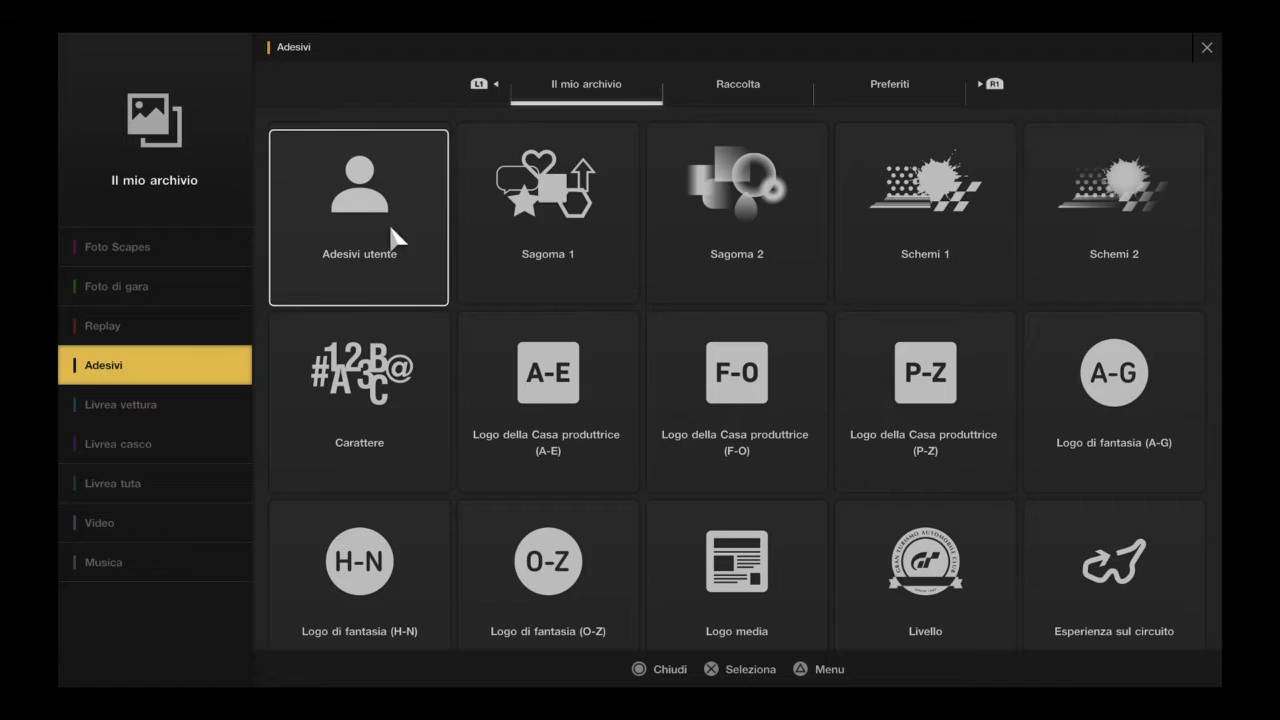 Adesivi
L1
Il mio archivio
Raccolta
Preferiti
R1
Il mio archivio
Foto Scapes
Foto di gara
Replay
Adesivi
Livrea vettura
Livrea casco
Livrea tuta
Video
Musica
Adesivi utente
Sagoma 1
Sagoma 2
Schemi 1
Schemi 2
#123B@
A3C
Carattere
A-E
Logo della Casa produttrice
(A-E)
F-O
Logo della Casa produttrice
(F-O)
P-Z
Logo della Casa produttrice
(P-Z)
A-G
Logo di fantasia (A-G)
H-N
Logo di fantasia (H-N)
O-Z
Logo di fantasia (O-Z)
Logo media
GRAN TURISMO AUTOMOBILE CLUB
GT
Livello
Esperienza sul circuito
Chiudi
Seleziona
Menu